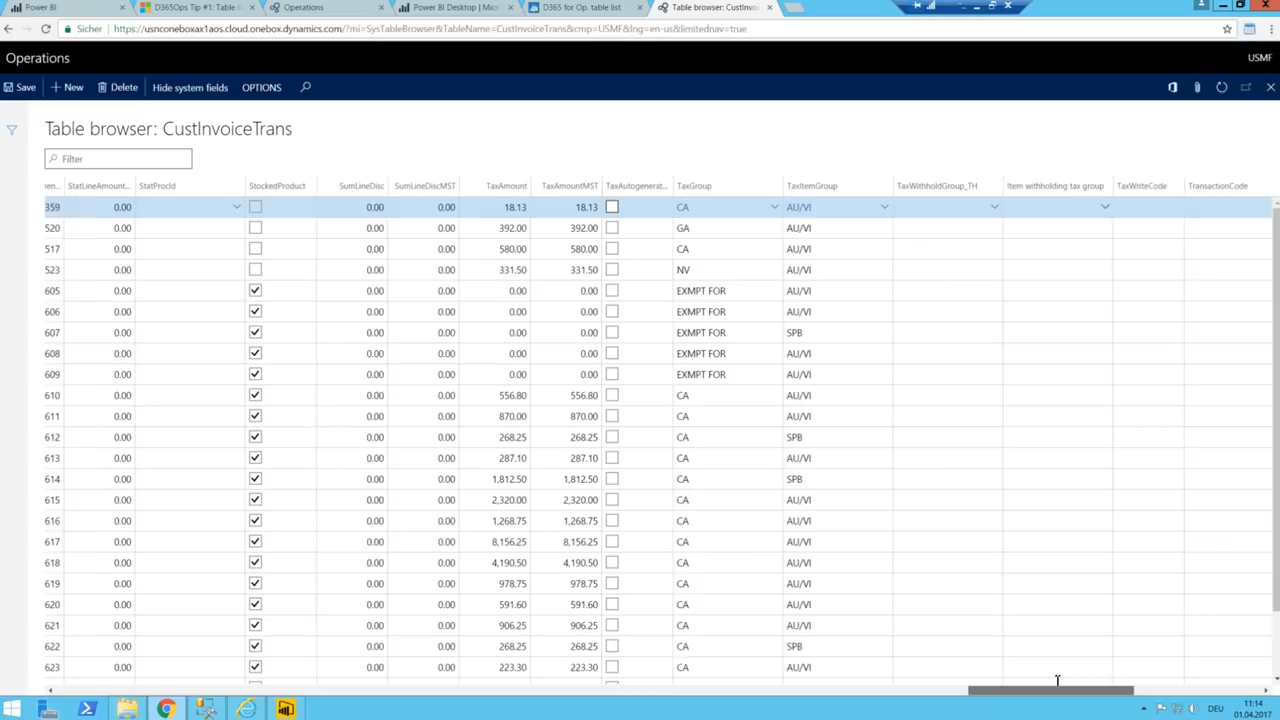 Power BI
D365Ops Tip #1: Table
Operations
Power BI Desktop | Micros
D365 for Op. table list
Table browser: CustInvoi
Sicher
https://usnconeboxax1aos.cloud.onebox.dynamics.com/?mi=SysTableBrowser&TableName=CustInvoiceTrans&cmp=USMF&lng=en-us&limitednav=true
Operations
USMF
Save + New Delete Hide system fields OPTIONS
Table browser: CustInvoiceTrans
Filter
nen... StatLineAmount... StatProcId StockedProduct SumLineDisc SumLineDiscMST TaxAmount TaxAmountMST TaxAutogenerat... TaxGroup TaxItemGroup TaxWithholdGroup_TH Item withholding tax group TaxWriteCode TransactionCode
359 0.00 0.00 0.00 18.13 18.13 CA AU/VI
520 0.00 0.00 0.00 392.00 392.00 GA AU/VI
517 0.00 0.00 0.00 580.00 580.00 CA AU/VI
523 0.00 0.00 0.00 331.50 331.50 NV AU/VI
605 0.00 0.00 0.00 0.00 0.00 EXMPT FOR AU/VI
606 0.00 0.00 0.00 0.00 0.00 EXMPT FOR AU/VI
607 0.00 0.00 0.00 0.00 0.00 EXMPT FOR SPB
608 0.00 0.00 0.00 0.00 0.00 EXMPT FOR AU/VI
609 0.00 0.00 0.00 0.00 0.00 EXMPT FOR AU/VI
610 0.00 0.00 0.00 556.80 556.80 CA AU/VI
611 0.00 0.00 0.00 870.00 870.00 CA AU/VI
612 0.00 0.00 0.00 268.25 268.25 CA SPB
613 0.00 0.00 0.00 287.10 287.10 CA AU/VI
614 0.00 0.00 0.00 1,812.50 1,812.50 CA SPB
615 0.00 0.00 0.00 2,320.00 2,320.00 CA AU/VI
616 0.00 0.00 0.00 1,268.75 1,268.75 CA AU/VI
617 0.00 0.00 0.00 8,156.25 8,156.25 CA AU/VI
618 0.00 0.00 0.00 4,190.50 4,190.50 CA AU/VI
619 0.00 0.00 0.00 978.75 978.75 CA AU/VI
620 0.00 0.00 0.00 591.60 591.60 CA AU/VI
621 0.00 0.00 0.00 906.25 906.25 CA AU/VI
622 0.00 0.00 0.00 268.25 268.25 CA SPB
623 0.00 0.00 0.00 223.30 223.30 CA AU/VI
DEU
11:14
01.04.2017